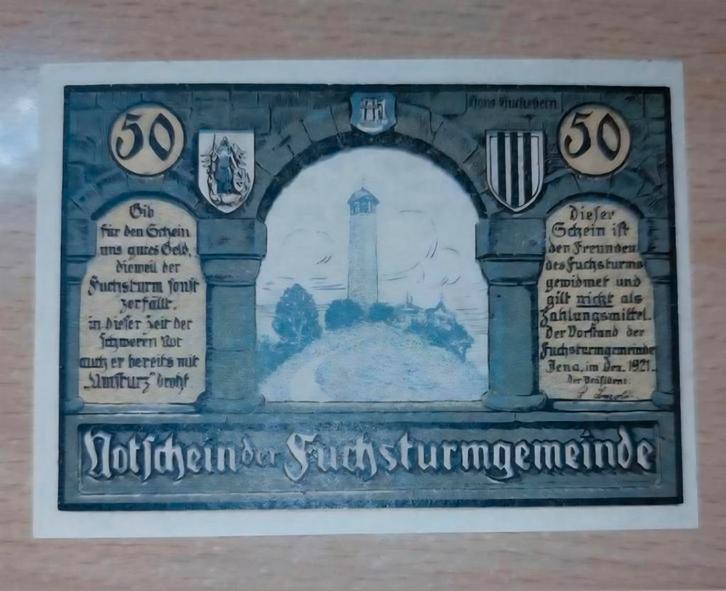 50
50
Gib
für den Schein
uns gutes Geld,
dieweil der
Fuchsturm sonst
zerfällt.
in dieser Zeit der
schweren Not
auch er bereits mit
„Umsturz“ droht.
Dieser
Schein ist
den Freunden
des Fuchsturms
gewidmet und
gilt nicht als
Zahlungsmittel.
Der Vorstand der
Fuchsturmgemeinde
Jena, im Dez. 1921.
Der Präsident:
Notschein der Fuchsturmgemeinde